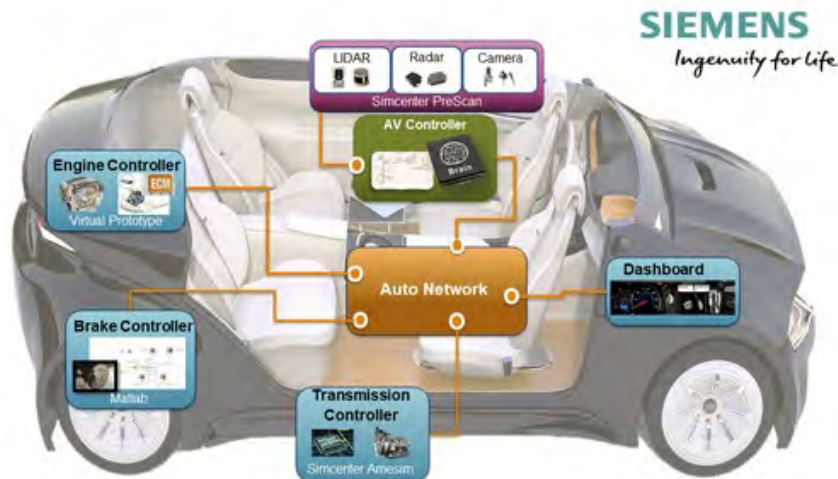 SIEMENS
Ingenuity for life
LIDAR
Radar
Camera
Simcenter PreScan
AV Controller
Brain
Engine Controller
ECM
Virtual Prototype
Auto Network
Dashboard
Brake Controller
Matlab
Transmission
Controller
Simcenter Amesim